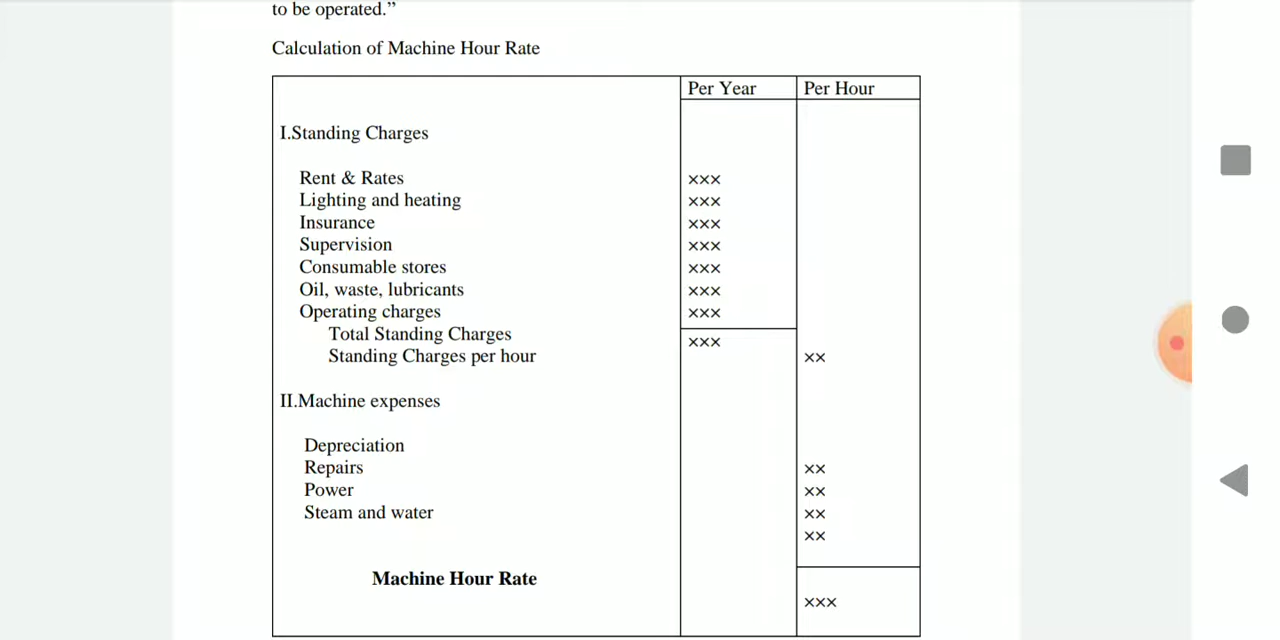 to be operated.”
Calculation of Machine Hour Rate
Per Year Per Hour
I.Standing Charges
Rent & Rates ×××
Lighting and heating ×××
Insurance ×××
Supervision ×××
Consumable stores ×××
Oil, waste, lubricants ×××
Operating charges ×××
Total Standing Charges ×××
Standing Charges per hour ××
II.Machine expenses
Depreciation
Repairs ××
Power ××
Steam and water ××
××
Machine Hour Rate
×××